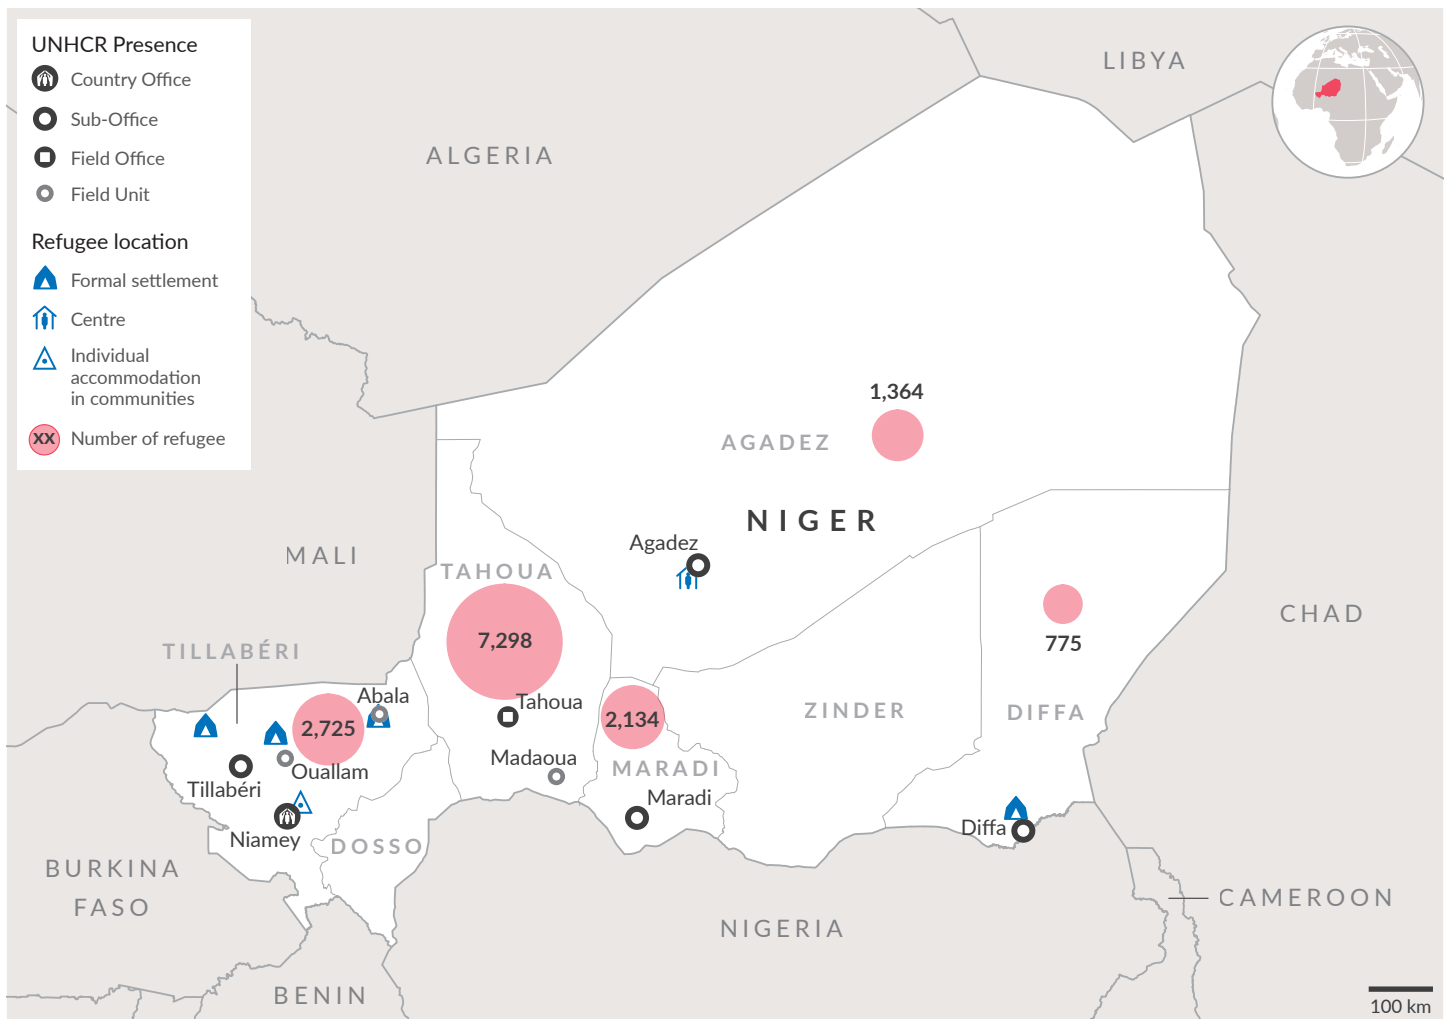 UNHCR Presence
Country Office
Sub-Office
Field Office
Field Unit
Refugee location
Formal settlement
Centre
Individual
accommodation
in communities
XX Number of refugee
LIBYA
ALGERIA
1,364
AGADEZ
NIGER
Agadez
MALI
TAHOUA
CHAD
7,298
775
TILLABÉRI
Abala
Tahoua
2,725
2,134
ZINDER
DIFFA
Madaoua
Ouallam
MARADI
Tillabéri
Maradi
Diffa
Niamey
DOSSO
BURKINA
FASO
CAMEROON
NIGERIA
BENIN
100 km